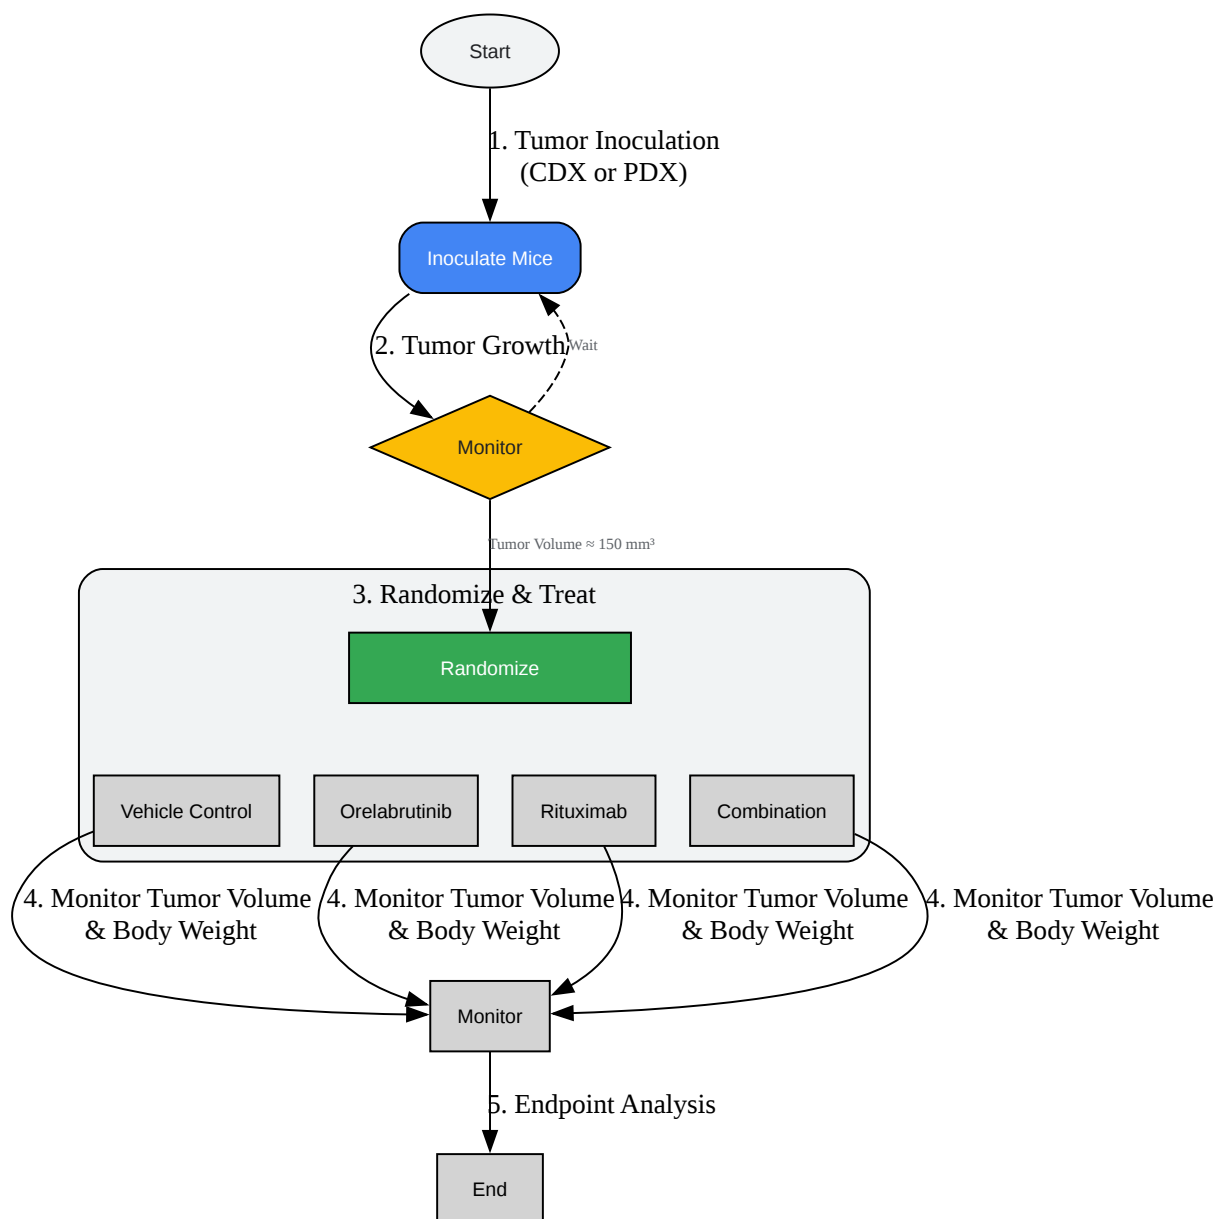 Start
1. Tumor Inoculation
(CDX or PDX)
Inoculate Mice
2. Tumor Growth
Wait
Monitor
Tumor Volume ≈ 150 mm³
3. Randomize & Treat
Randomize
Vehicle Control
Orelabrutinib
Rituximab
Combination
4. Monitor Tumor Volume
& Body Weight
4. Monitor Tumor Volume
& Body Weight
4. Monitor Tumor Volume
& Body Weight
4. Monitor Tumor Volume
& Body Weight
Monitor
5. Endpoint Analysis
End